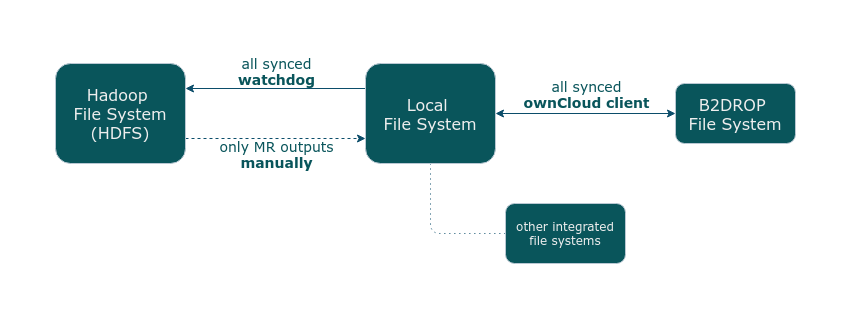 all synced
watchdog
Hadoop
File System
(HDFS)
only MR outputs
manually
Local
File System
all synced
ownCloud client
B2DROP
File System
other integrated
file systems